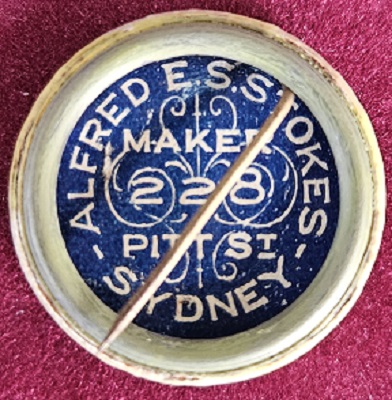 ALFRED E.S. STOKES
MAKER
228
PITT ST
- SYDNEY -